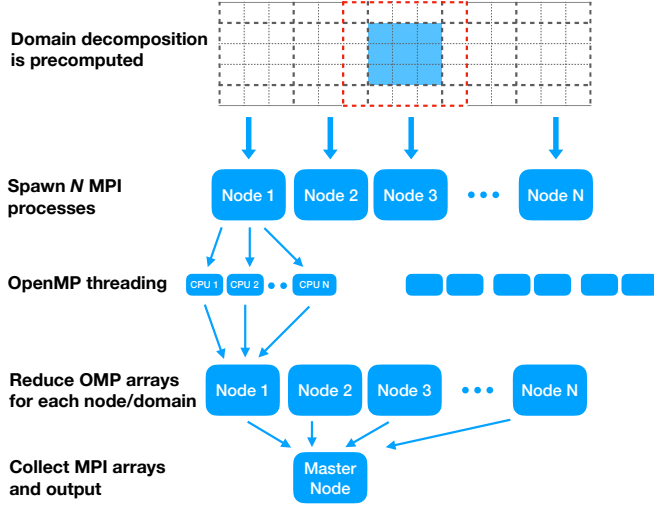 Domain decomposition
is precomputed
Spawn N MPI
processes
Node 1
Node 2
Node 3
Node N
OpenMP threading
CPU 1
CPU 2
CPU N
Reduce OMP arrays
for each node/domain
Node 1
Node 2
Node 3
Node N
Collect MPI arrays
and output
Master
Node